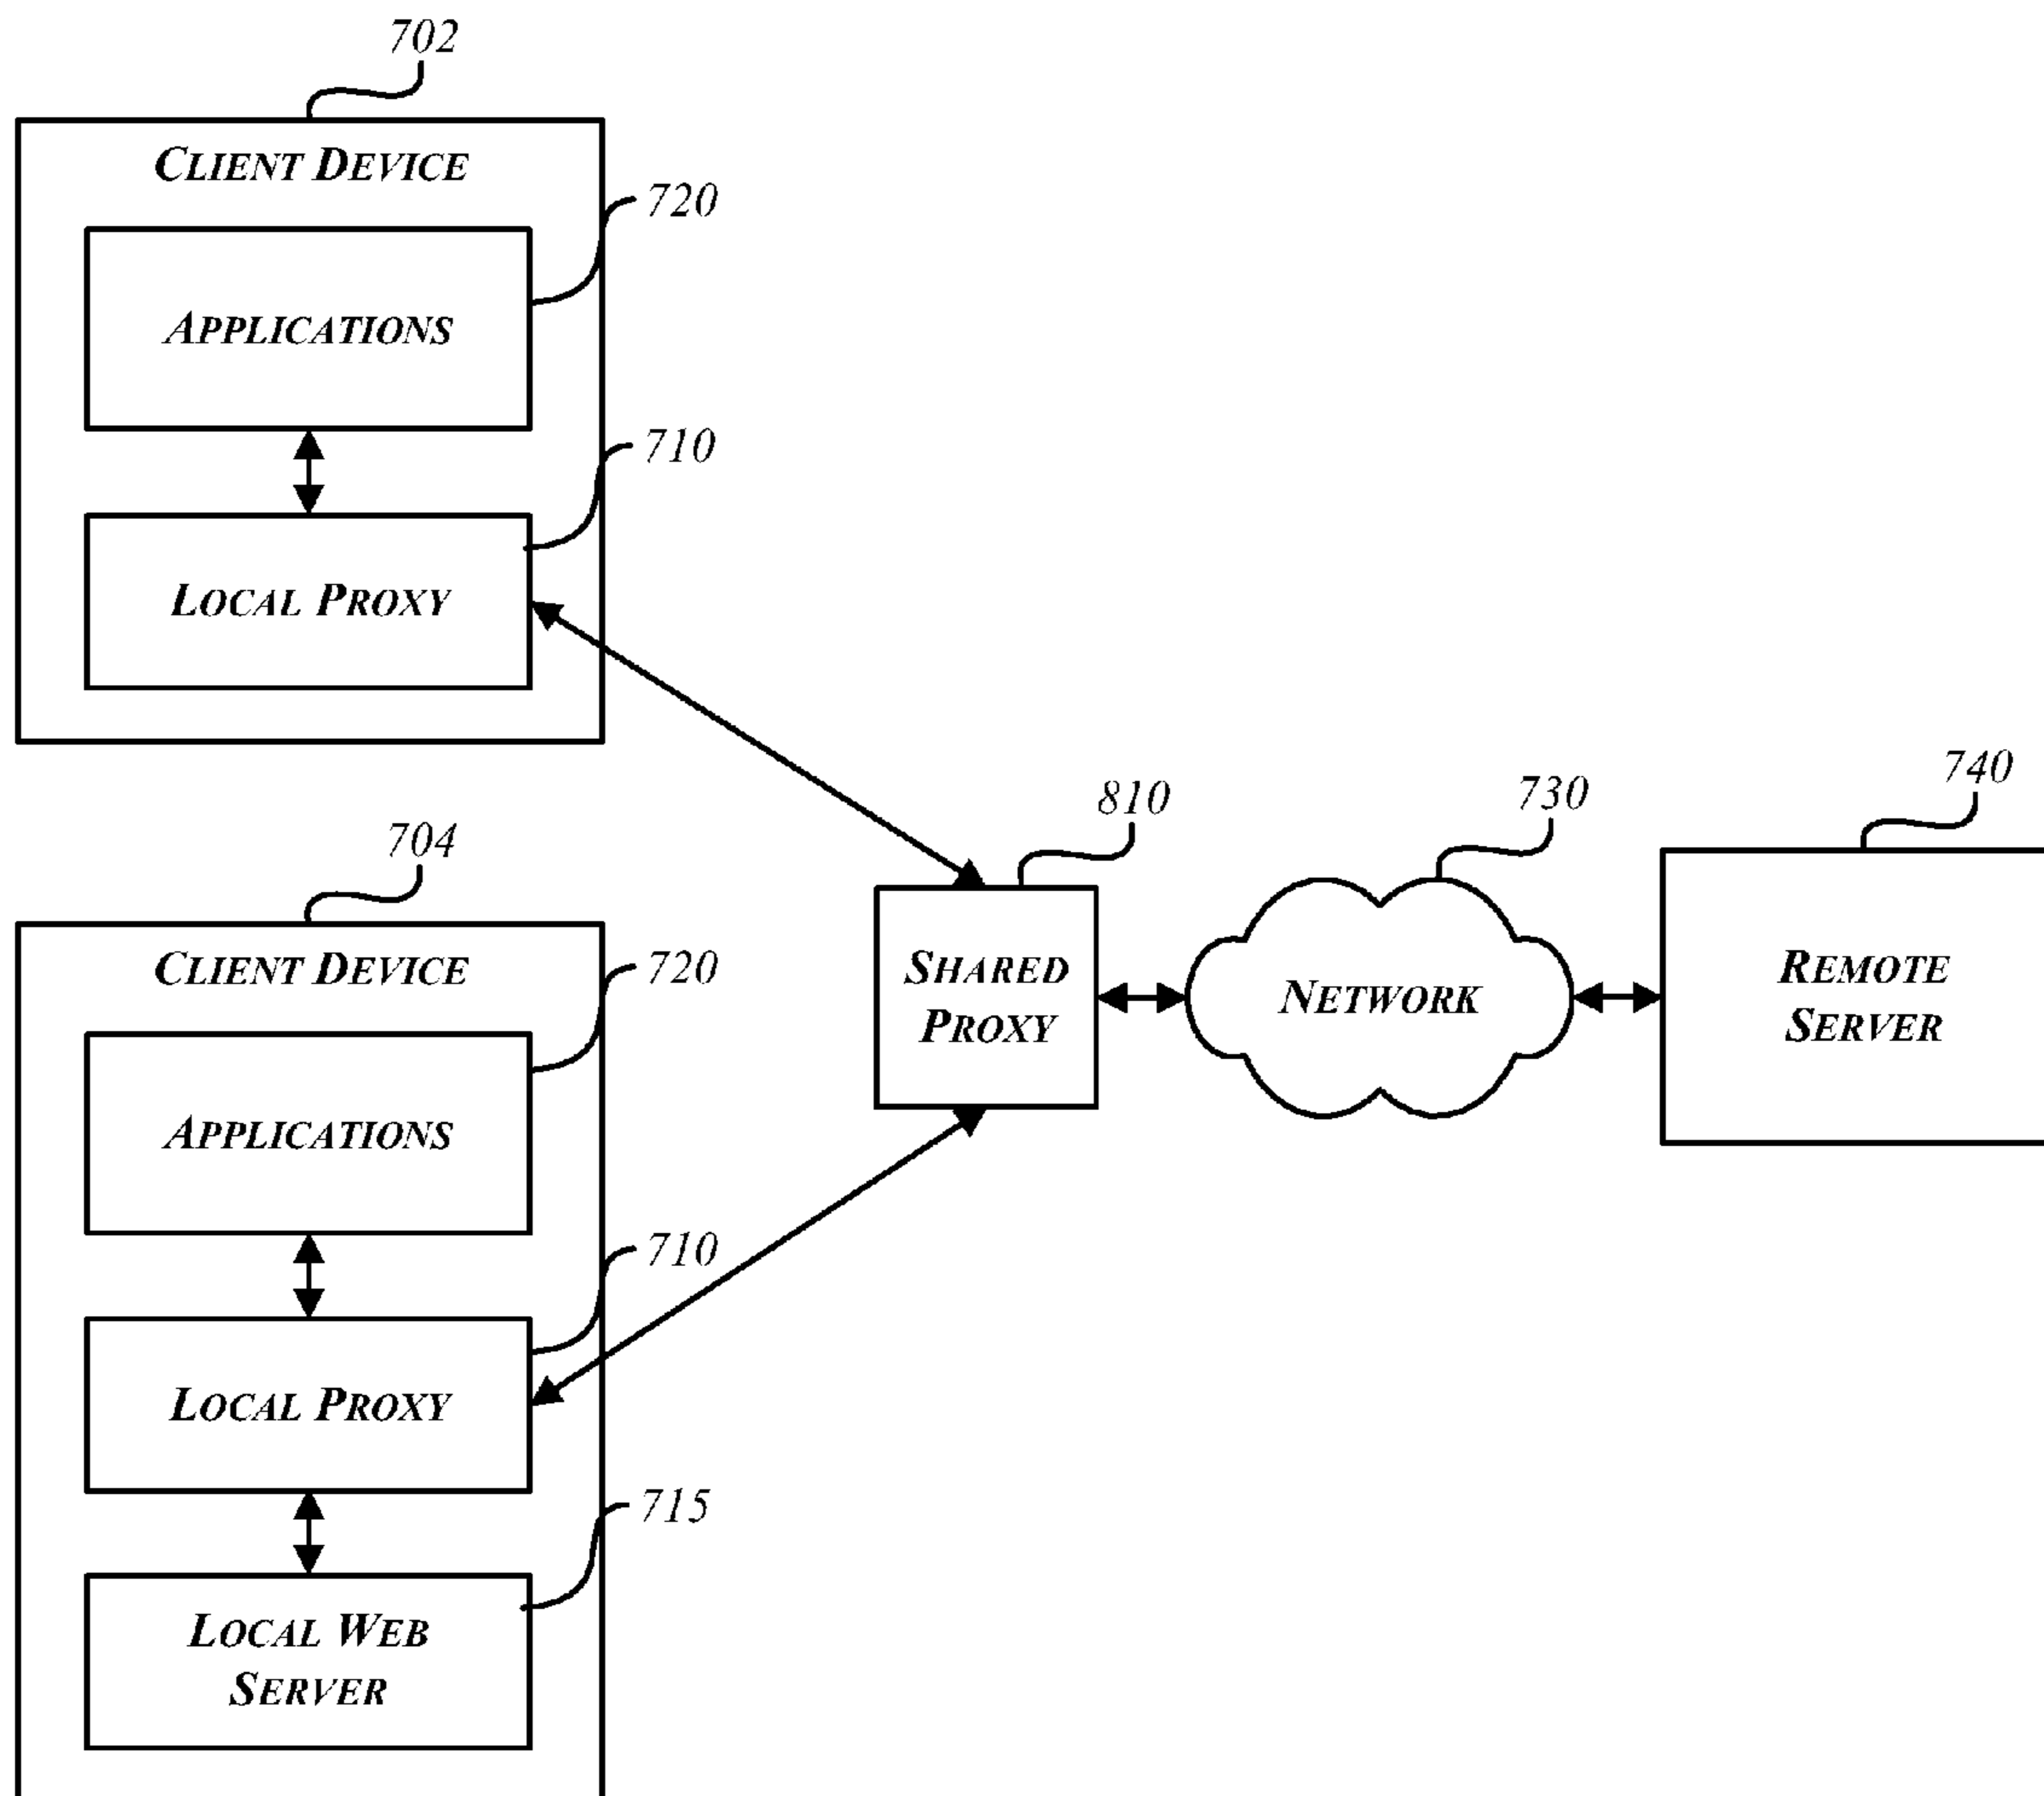 702
CLIENT DEVICE
720
APPLICATIONS
710
LOCAL PROXY
704
CLIENT DEVICE
720
APPLICATIONS
710
LOCAL PROXY
715
LOCAL WEB
SERVER
810
SHARED
PROXY
730
NETWORK
740
REMOTE
SERVER